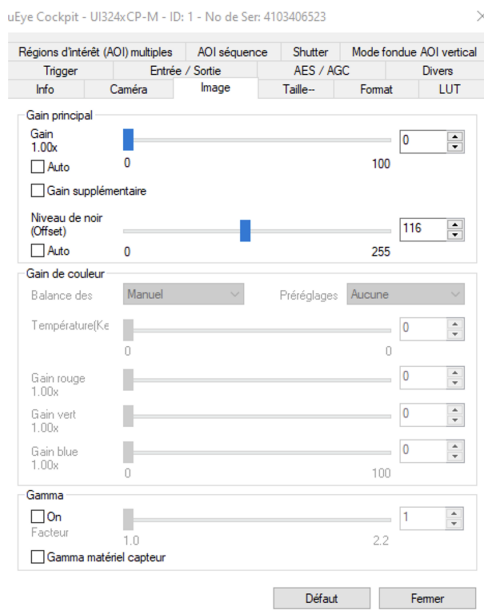 uEye Cockpit - UI324xCP-M - ID: 1 - No de Ser: 4103406523
Régions d'intérêt (AOI) multiples AOI séquence Shutter Mode fondue AOI vertical
Trigger Entrée / Sortie AES / AGC Divers
Info Caméra Image Taille-- Format LUT
Gain principal
Gain
1.00x
0
Auto 0 100
Gain supplémentaire
Niveau de noir
(Offset)
116
Auto 0 255
Gain de couleur
Balance des Manuel Préréglages Aucune
Température(Ke 0
0 0
Gain rouge
1.00x
0
Gain vert
1.00x
0
Gain blue
1.00x
0
0 100
Gamma
On 1
Facteur
1.0 2.2
Gamma matériel capteur
Défaut Fermer